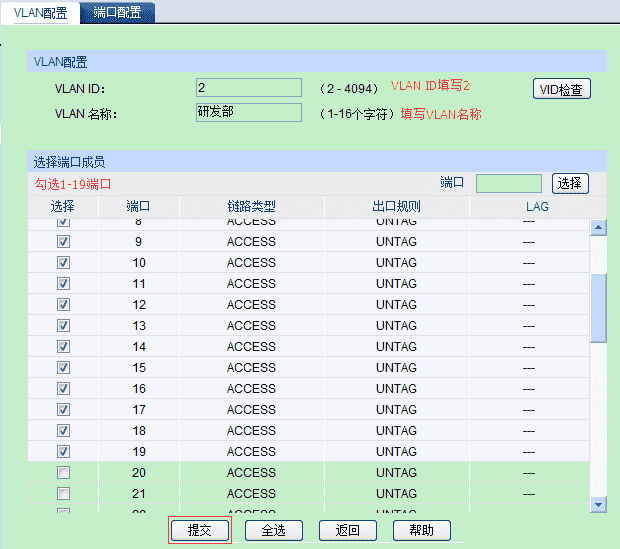 VLAN配置 端口配置
VLAN配置
VLAN ID: 2 (2 - 4094) VLAN ID填写2 VID检查
VLAN 名称: 研发部 (1-16个字符) 填写VLAN名称
选择端口成员
勾选1-19端口 端口 选择
选择 端口 链路类型 出口规则 LAG
8 ACCESS UNTAG ---
9 ACCESS UNTAG ---
10 ACCESS UNTAG ---
11 ACCESS UNTAG ---
12 ACCESS UNTAG ---
13 ACCESS UNTAG ---
14 ACCESS UNTAG ---
15 ACCESS UNTAG ---
16 ACCESS UNTAG ---
17 ACCESS UNTAG ---
18 ACCESS UNTAG ---
19 ACCESS UNTAG ---
20 ACCESS UNTAG ---
21 ACCESS UNTAG ---
提交 全选 返回 帮助